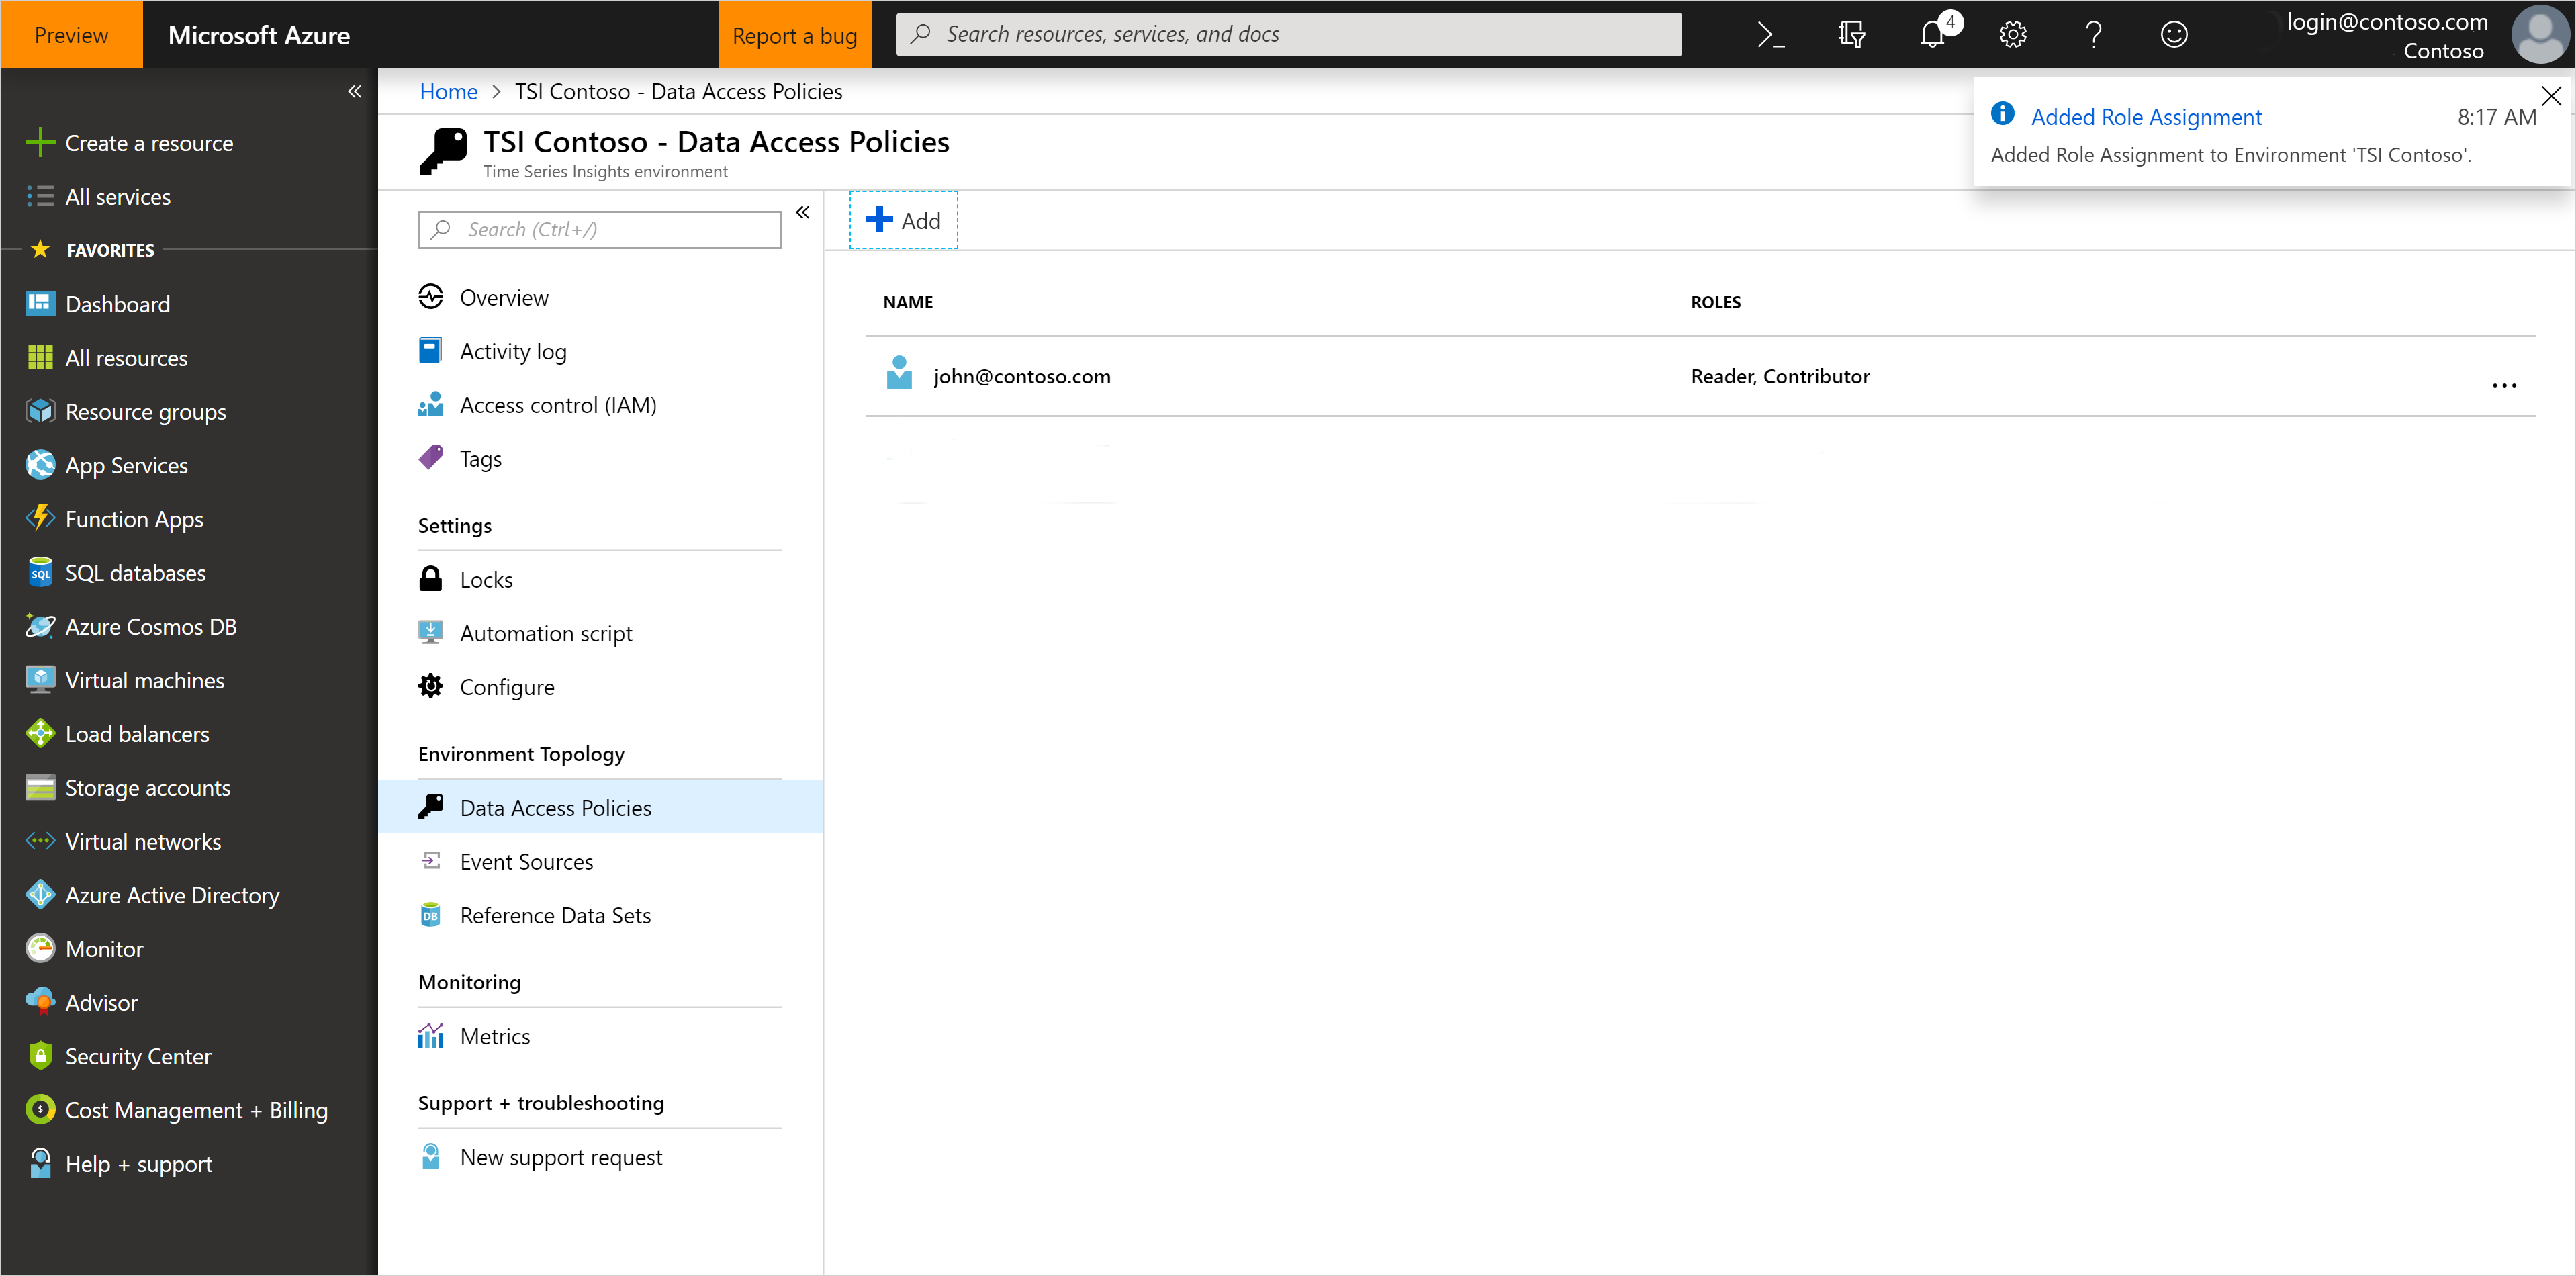 Preview
Microsoft Azure
Report a bug
Search resources, services, and docs
4
login@contoso.com
Contoso
Create a resource
All services
FAVORITES
Dashboard
All resources
Resource groups
App Services
Function Apps
SQL
SQL databases
Azure Cosmos DB
Virtual machines
Load balancers
Storage accounts
Virtual networks
Azure Active Directory
Monitor
Advisor
Security Center
Cost Management + Billing
Help + support
Home > TSI Contoso - Data Access Policies
TSI Contoso - Data Access Policies
Time Series Insights environment
Search (Ctrl+/)
Overview
Activity log
Access control (IAM)
Tags
Settings
Locks
Automation script
Configure
Environment Topology
Data Access Policies
Event Sources
DB
Reference Data Sets
Monitoring
Metrics
Support + troubleshooting
New support request
Added Role Assignment 8:17 AM
Added Role Assignment to Environment 'TSI Contoso'.
Add
NAME ROLES
john@contoso.com Reader, Contributor